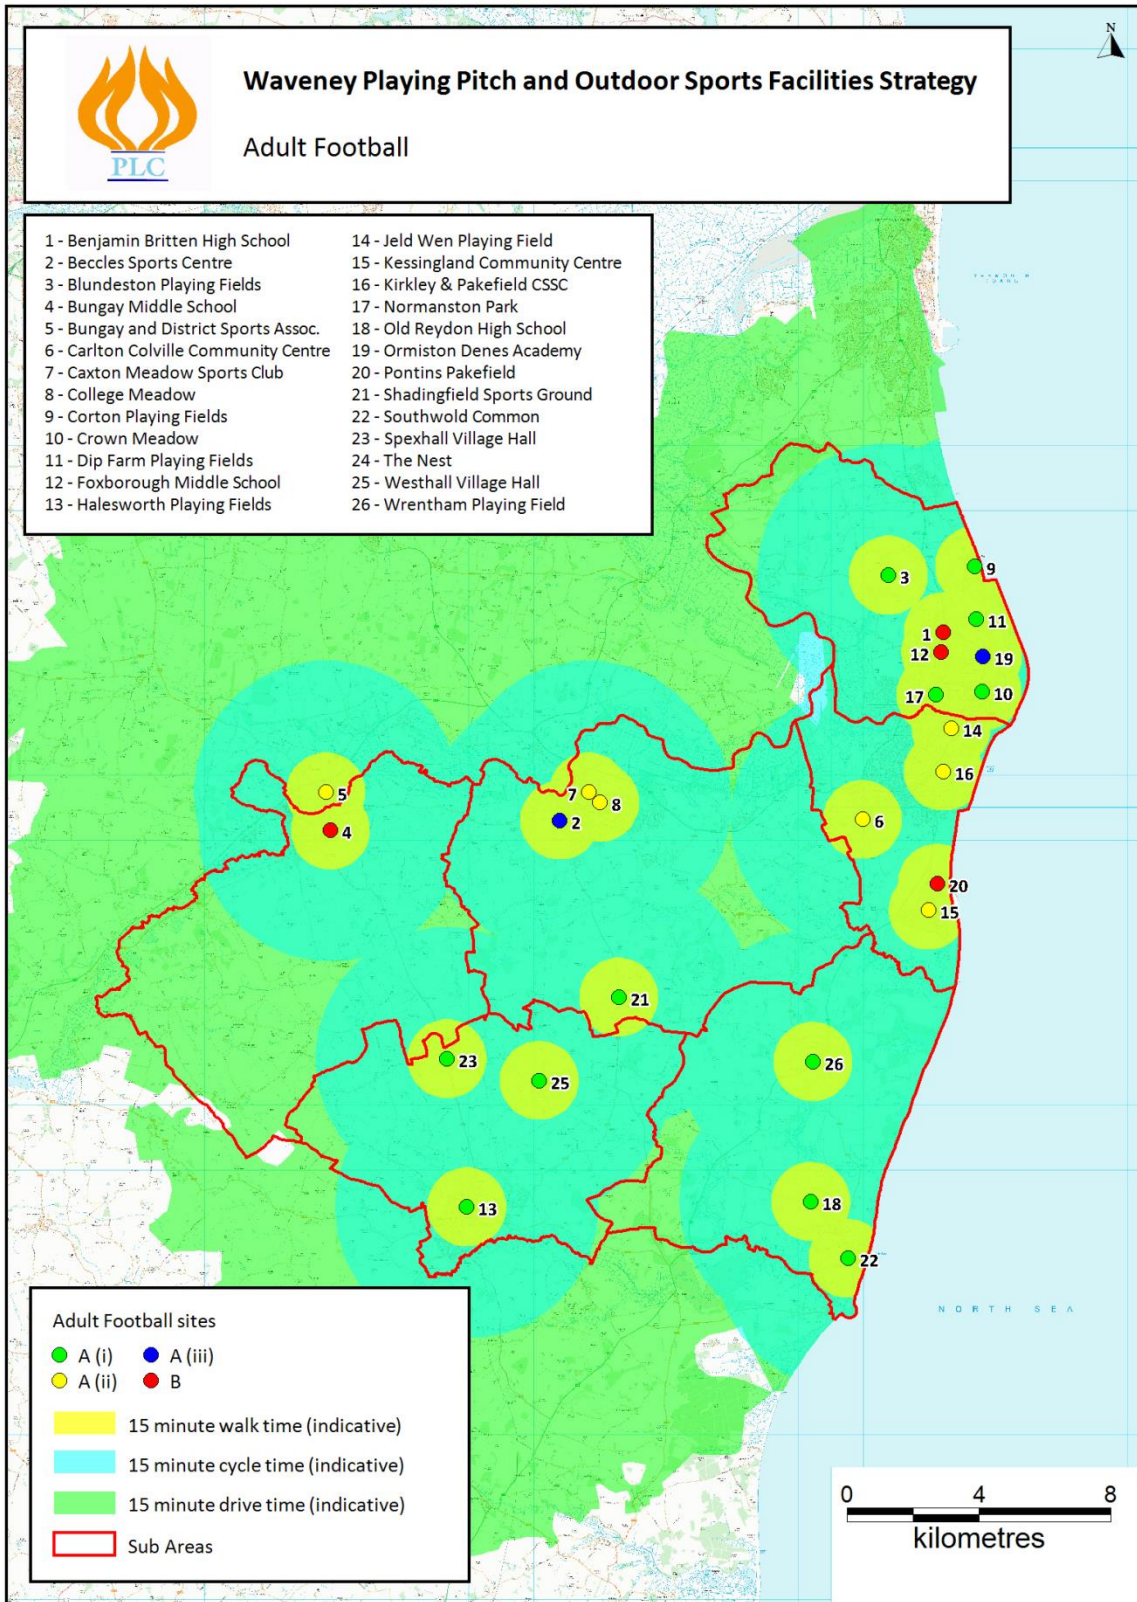 N
PLC
Waveney Playing Pitch and Outdoor Sports Facilities Strategy
Adult Football
1 - Benjamin Britten High School
2 - Beccles Sports Centre
3 - Blundeston Playing Fields
4 - Bungay Middle School
5 - Bungay and District Sports Assoc.
6 - Carlton Colville Community Centre
7 - Caxton Meadow Sports Club
8 - College Meadow
9 - Corton Playing Fields
10 - Crown Meadow
11 - Dip Farm Playing Fields
12 - Foxborough Middle School
13 - Halesworth Playing Fields
14 - Jeld Wen Playing Field
15 - Kessingland Community Centre
16 - Kirkley & Pakefield CSSC
17 - Normanston Park
18 - Old Reydon High School
19 - Ormiston Denes Academy
20 - Pontins Pakefield
21 - Shadingfield Sports Ground
22 - Southwold Common
23 - Spexhall Village Hall
24 - The Nest
25 - Westhall Village Hall
26 - Wrentham Playing Field
9
3
11
1
12
19
17
10
14
16
5
7
8
2
6
4
20
15
21
23
26
25
18
13
22
NORTH SEA
Adult Football sites
A (i)
A (iii)
A (ii)
B
15 minute walk time (indicative)
15 minute cycle time (indicative)
15 minute drive time (indicative)
Sub Areas
0 4 8
kilometres